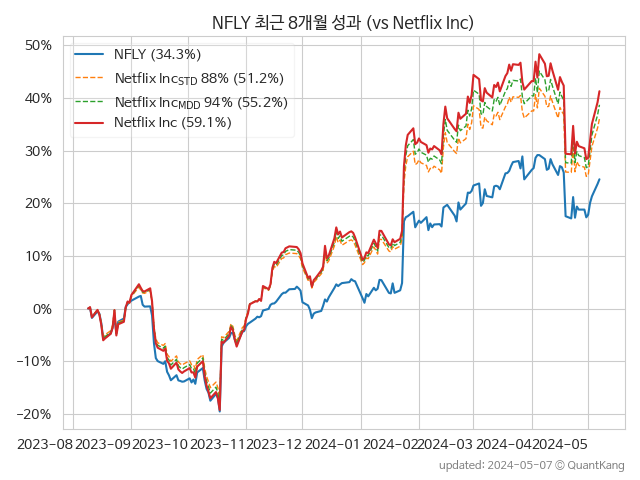 NFLY 최근 8개월 성과 (vs Netflix Inc)
NFLY (34.3%)
Netflix Inc_STD 88% (51.2%)
Netflix Inc_MDD 94% (55.2%)
Netflix Inc (59.1%)
50%
40%
30%
20%
10%
0%
−10%
−20%
2023-08 2023-09 2023-10 2023-11 2023-12 2024-01 2024-02 2024-03 2024-04 2024-05
updated: 2024-05-07 © QuantKang